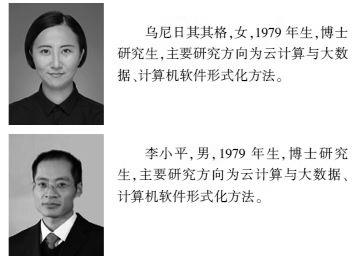 乌尼日其其格,女,1979 年生,博士
研究生,主要研究方向为云计算与大数
据、计算机软件形式化方法。
李小平,男,1979 年生,博士研究
生,主要研究方向为云计算与大数据、
计算机软件形式化方法。